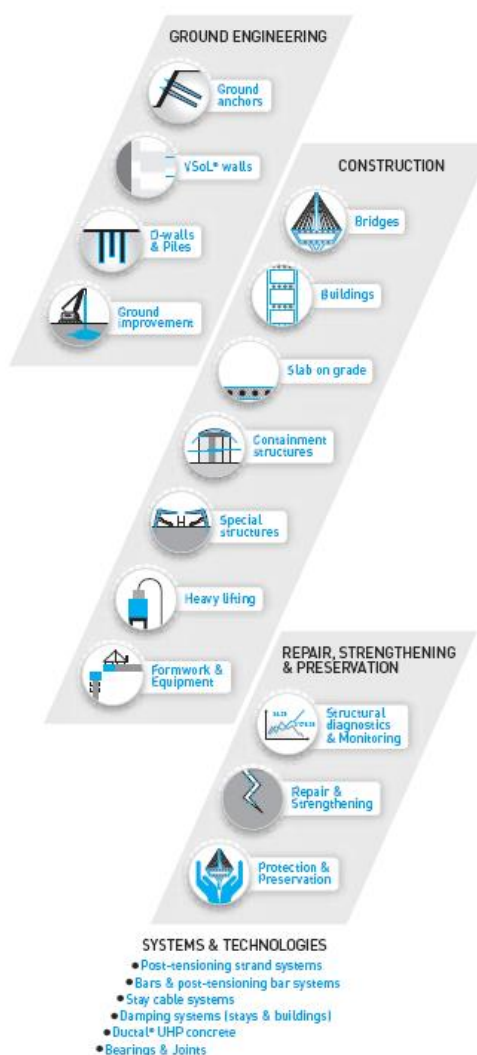 GROUND ENGINEERING
Ground
anchors
VSoL® walls
D-walls
& Piles
Ground
improvement
CONSTRUCTION
Bridges
Buildings
Slab on grade
Containment
structures
Special
structures
Heavy lifting
Formwork &
Equipment
REPAIR, STRENGTHENING
& PRESERVATION
Structural
diagnostics
& Monitoring
Repair &
Strengthening
Protection &
Preservation
SYSTEMS & TECHNOLOGIES
• Post-tensioning strand systems
• Bars & post-tensioning bar systems
• Stay cable systems
• Damping systems (stays & buildings)
• Ductal® UHP concrete
• Bearings & Joints